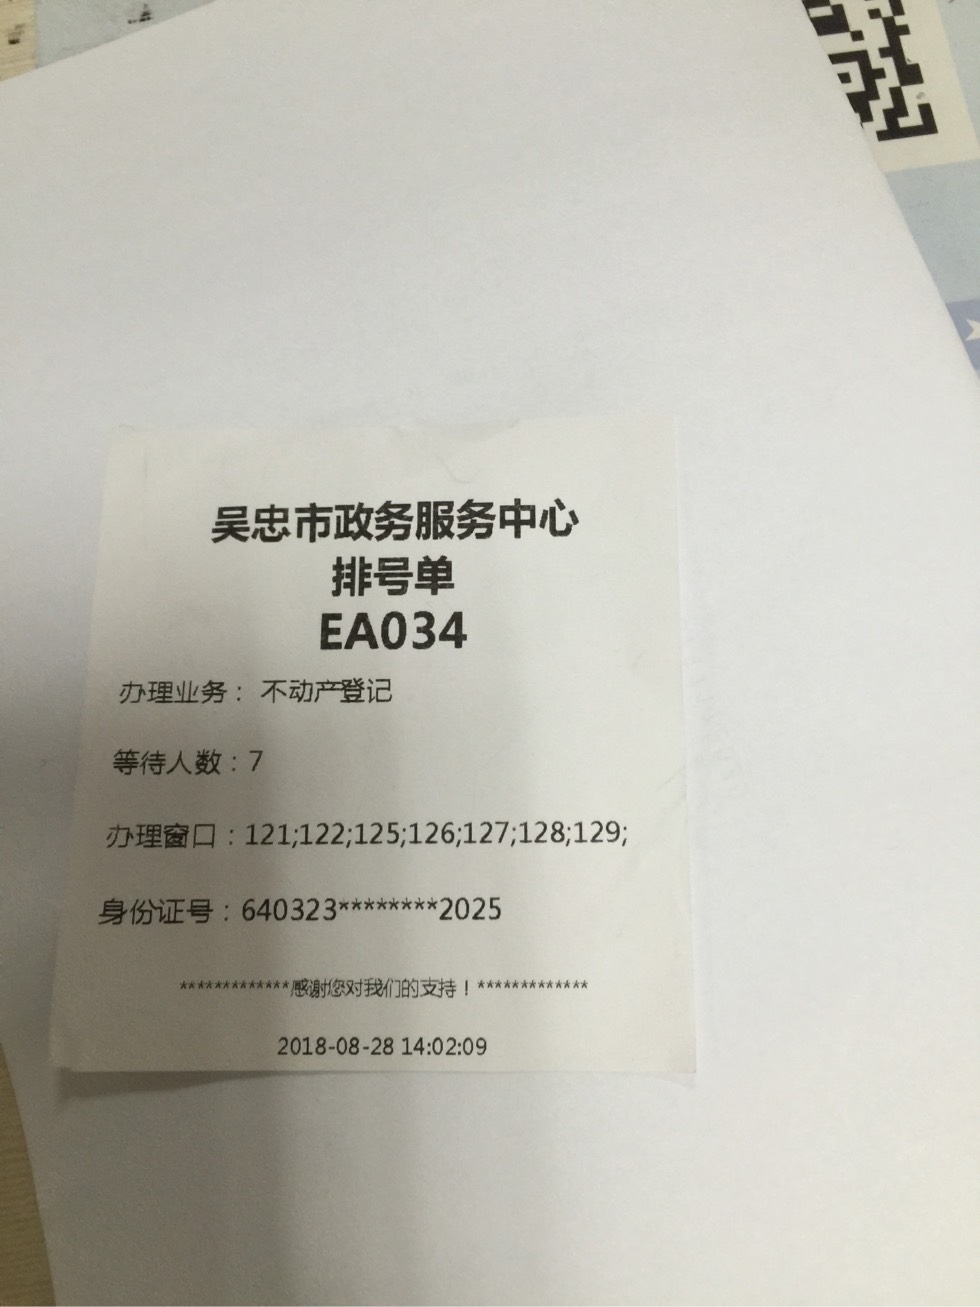 吴忠市政务服务中心
排号单
EA034
办理业务： 不动产登记
等待人数：7
办理窗口：121;122;125;126;127;128;129;
身份证号：640323********2025
*************感谢您对我们的支持！*************
2018-08-28 14:02:09